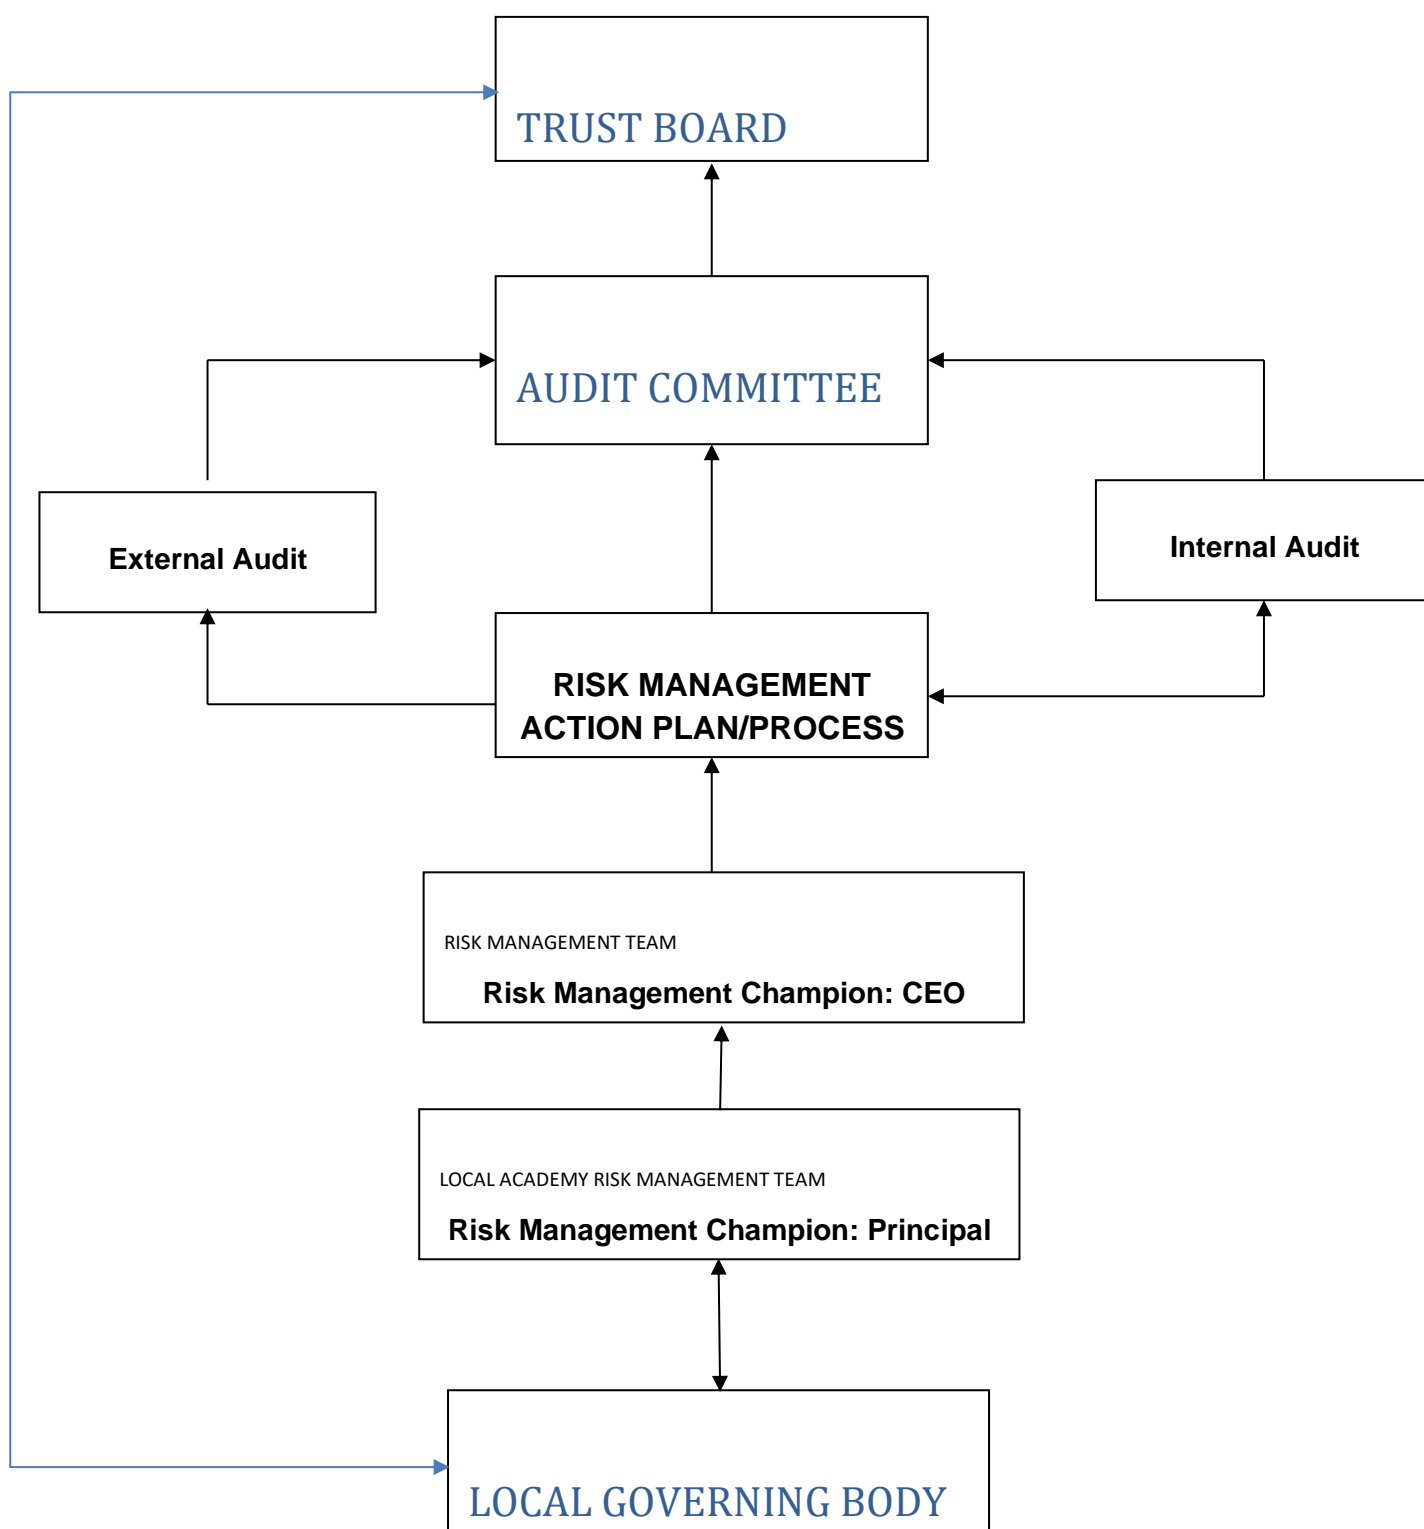 TRUST BOARD
AUDIT COMMITTEE
External Audit
Internal Audit
RISK MANAGEMENT
ACTION PLAN/PROCESS
RISK MANAGEMENT TEAM
Risk Management Champion: CEO
LOCAL ACADEMY RISK MANAGEMENT TEAM
Risk Management Champion: Principal
LOCAL GOVERNING BODY